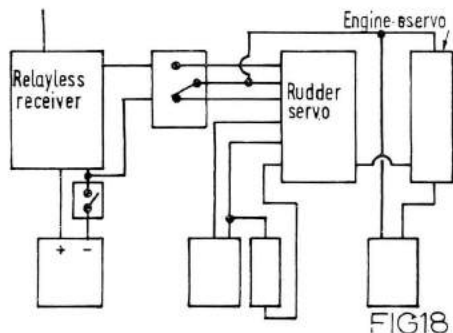 Engine-servo
Relayless
receiver
Rudder
servo
+ -
FIG18